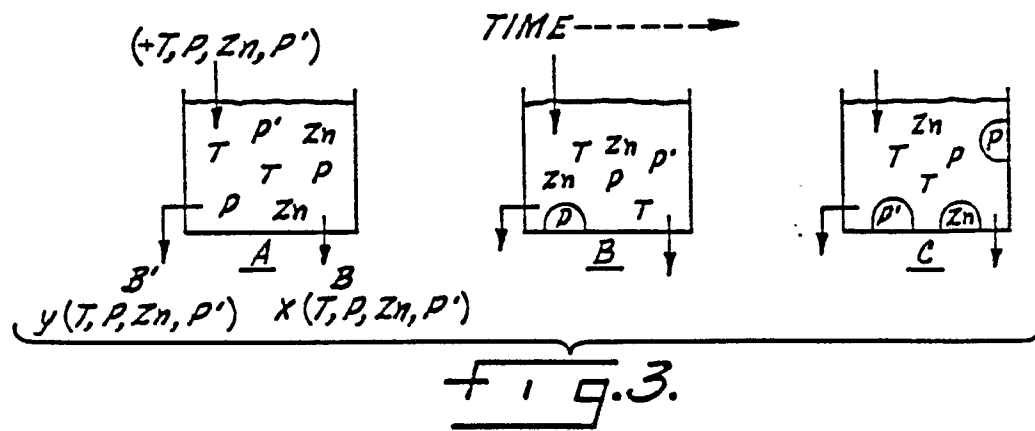 (+T, P, Zn, P')
TIME
T P' Zn
T P
P Zn
T Zn P'
Zn P
P T
Zn
T P P
T
P' Zn
A B C
B' B
y(T, P, Zn, P') x(T, P, Zn, P')
fig.3.